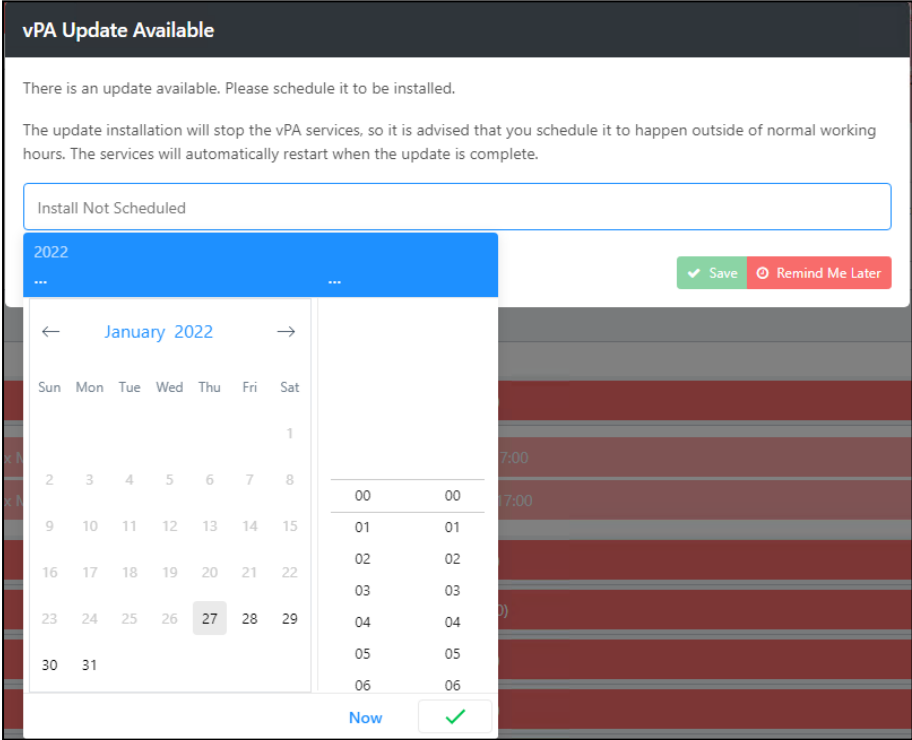 vPA Update Available
There is an update available. Please schedule it to be installed.
The update installation will stop the vPA services, so it is advised that you schedule it to happen outside of normal working
hours. The services will automatically restart when the update is complete.
Install Not Scheduled
2022
... ...
Save Remind Me Later
January 2022
Sun Mon Tue Wed Thu Fri Sat
1
2 3 4 5 6 7 8
9 10 11 12 13 14 15
16 17 18 19 20 21 22
23 24 25 26 27 28 29
30 31
00 00
01 01
02 02
03 03
04 04
05 05
06 06
Now
7:00
17:00